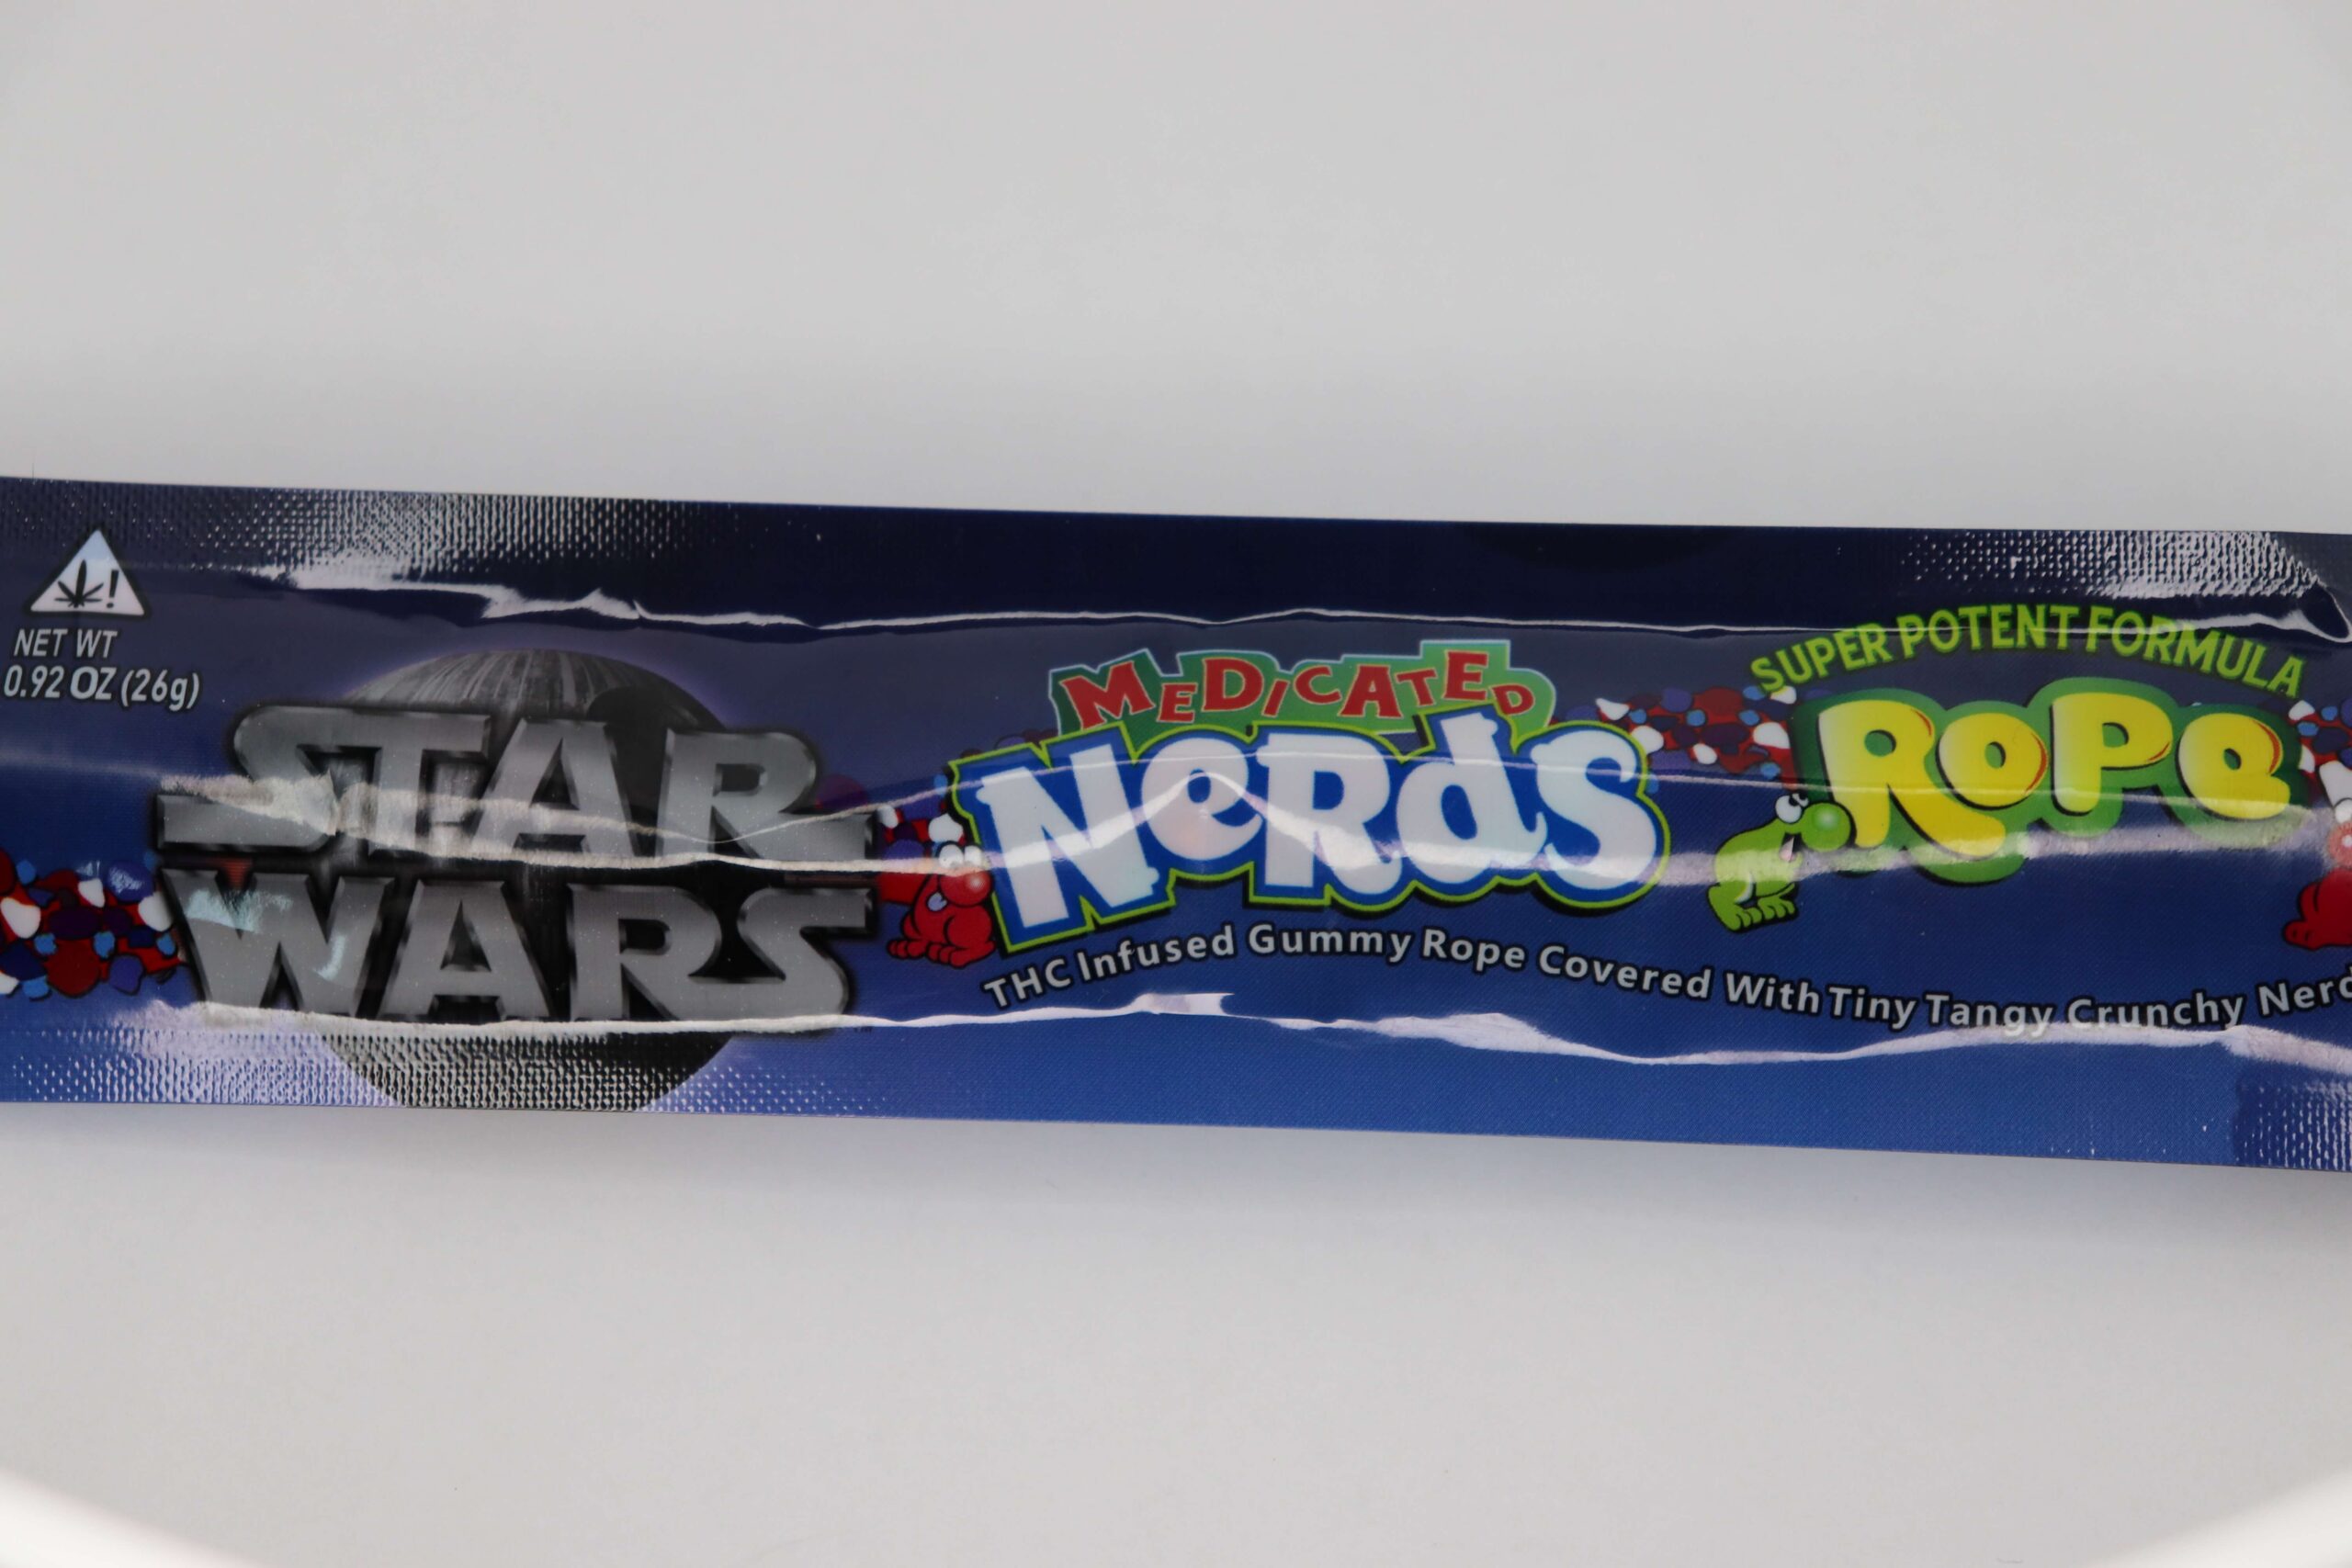 NET WT
0.92 OZ (26g)
STAR
WARS
MEDICATED
NERDS
SUPER POTENT FORMULA
ROPE
THC Infused Gummy Rope Covered With Tiny Tangy Crunchy